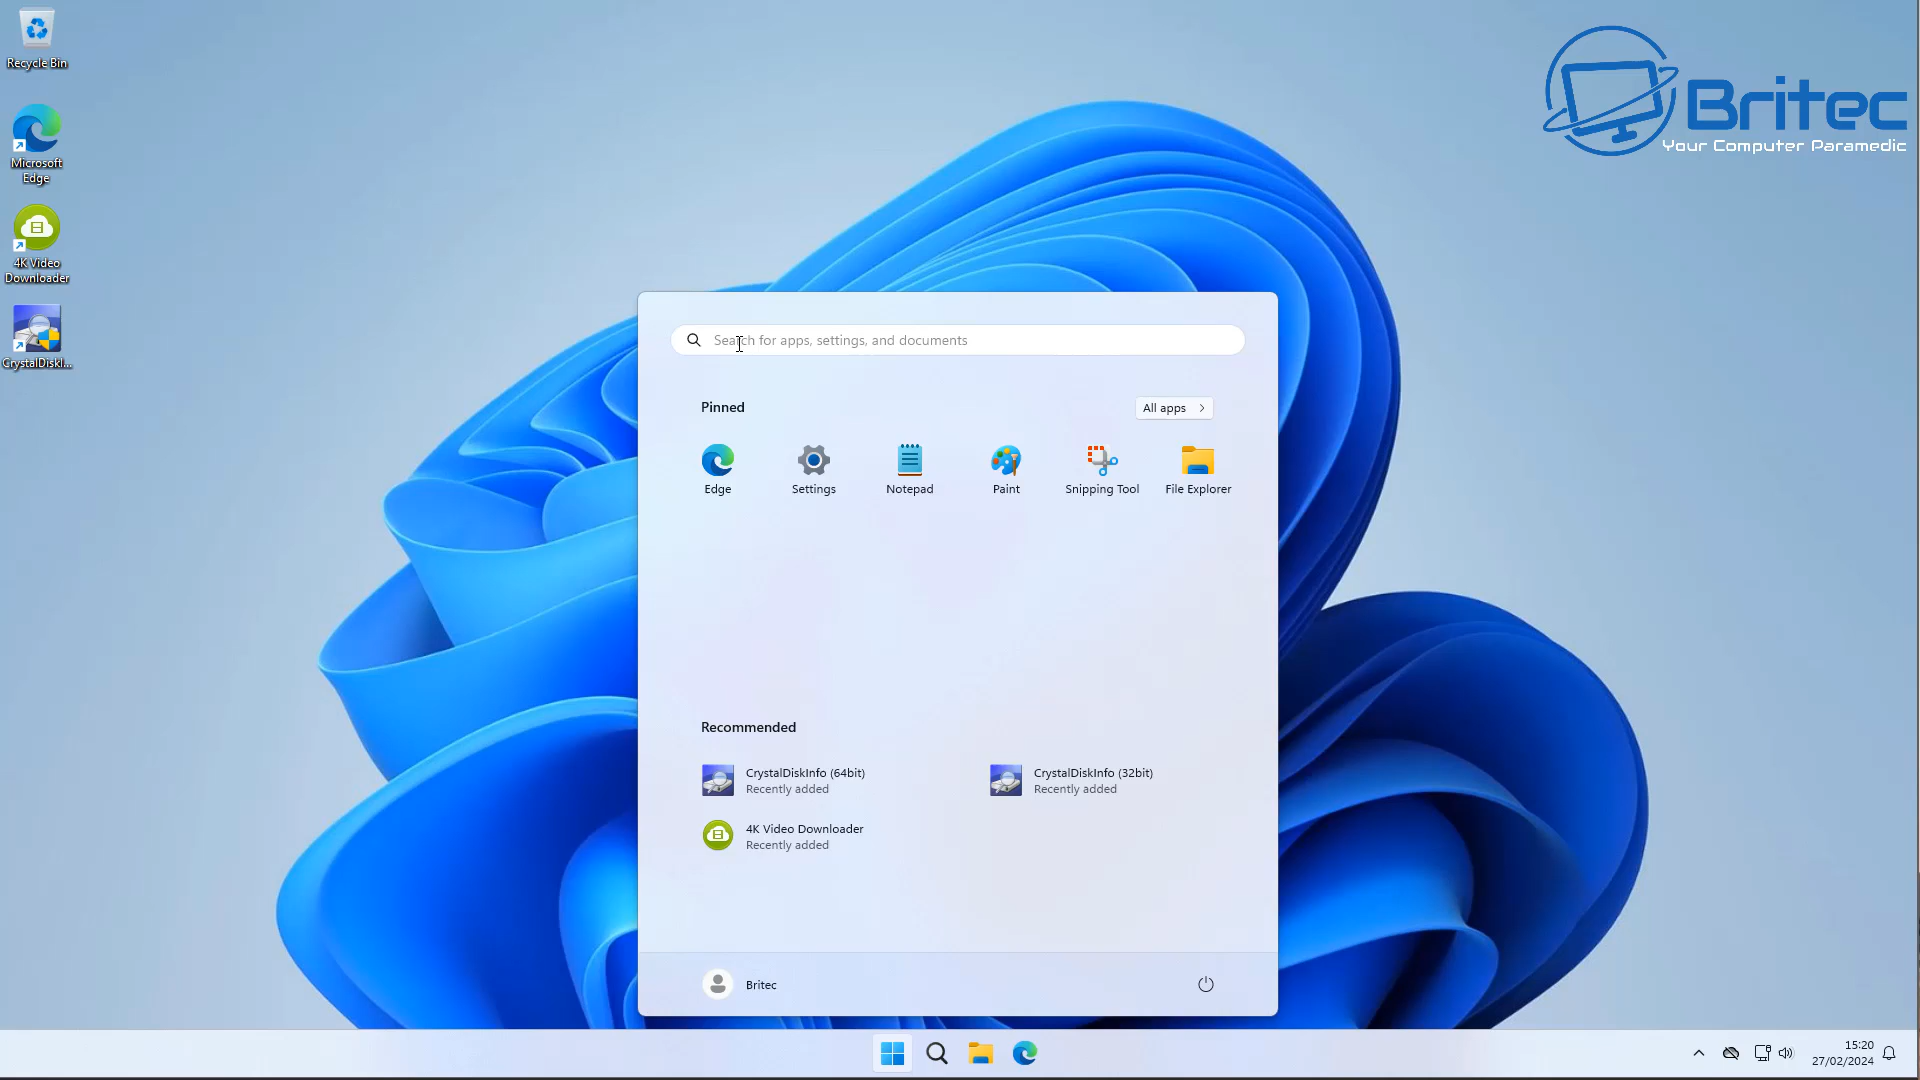 Recycle Bin
Microsoft
Edge
4K Video
Downloader
CrystalDiskI...
Britec
Your Computer Paramedic
Search for apps, settings, and documents
Pinned
All apps
Edge
Settings
Notepad
Paint
Snipping Tool
File Explorer
Recommended
CrystalDiskInfo (64bit)
Recently added
CrystalDiskInfo (32bit)
Recently added
4K Video Downloader
Recently added
Britec
15:20
27/02/2024